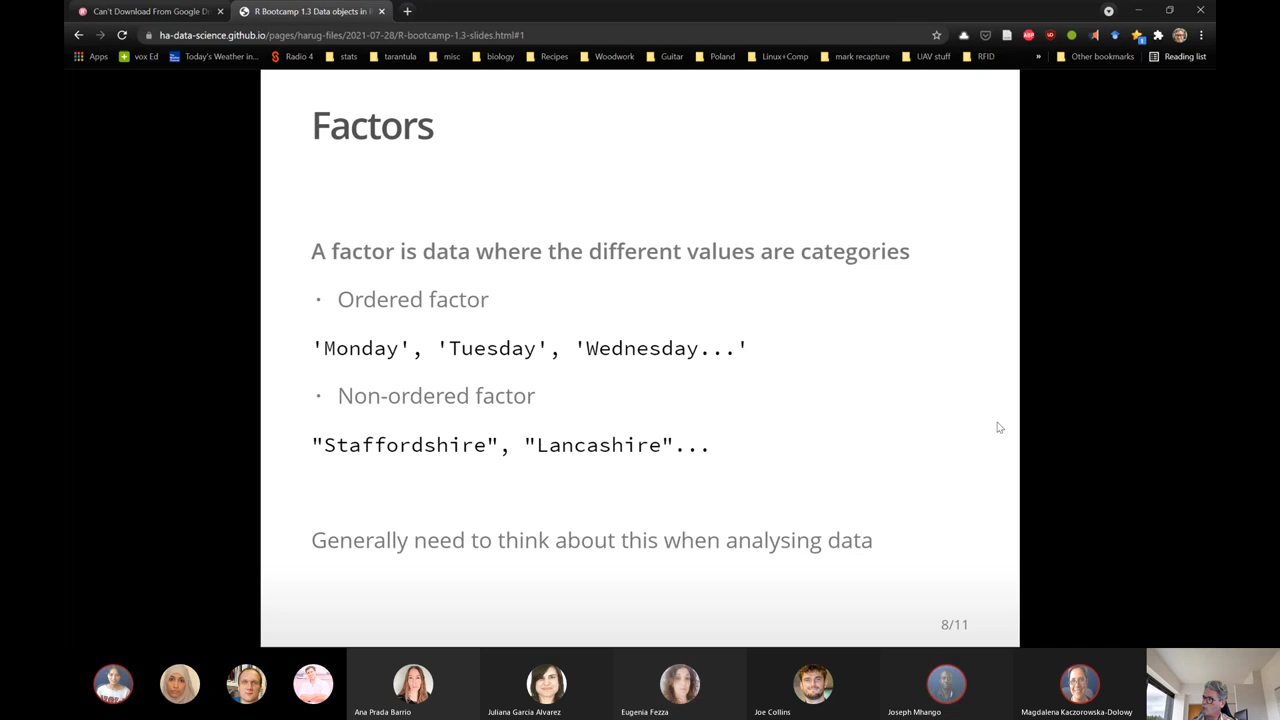 Can't Download From Google Dr
R Bootcamp 1.3 Data objects in R
ha-data-science.github.io/pages/harug-files/2021-07-28/R-bootcamp-1.3-slides.html#1
Apps
vox Ed
Today's Weather in...
Radio 4
stats
tarantula
misc
biology
Recipes
Woodwork
Guitar
Poland
Linux+Comp
mark recapture
UAV stuff
RFID
»
Other bookmarks
Reading list
Factors
A factor is data where the different values are categories
· Ordered factor
'Monday', 'Tuesday', 'Wednesday...'
· Non-ordered factor
"Staffordshire", "Lancashire"...
Generally need to think about this when analysing data
8/11
Ana Prada Barrio
Juliana Garcia Alvarez
Eugenia Fezza
Joe Collins
Joseph Mhango
Magdalena Kaczorowska-Dolowy